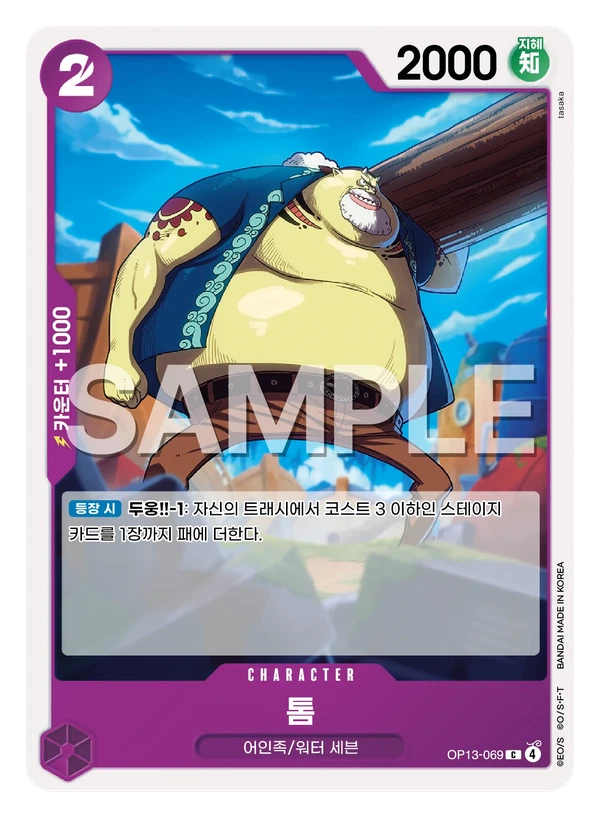 2
2000
지혜
知
tasaka
⚡카운터 +1000
SAMPLE
등장 시 두웅!!-1: 자신의 트래시에서 코스트 3 이하인 스테이지
카드를 1장까지 패에 더한다.
CHARACTER
톰
어인족/워터 세븐
OP13-069 C 4
©EO/S ©O/S·F·T BANDAI MADE IN KOREA